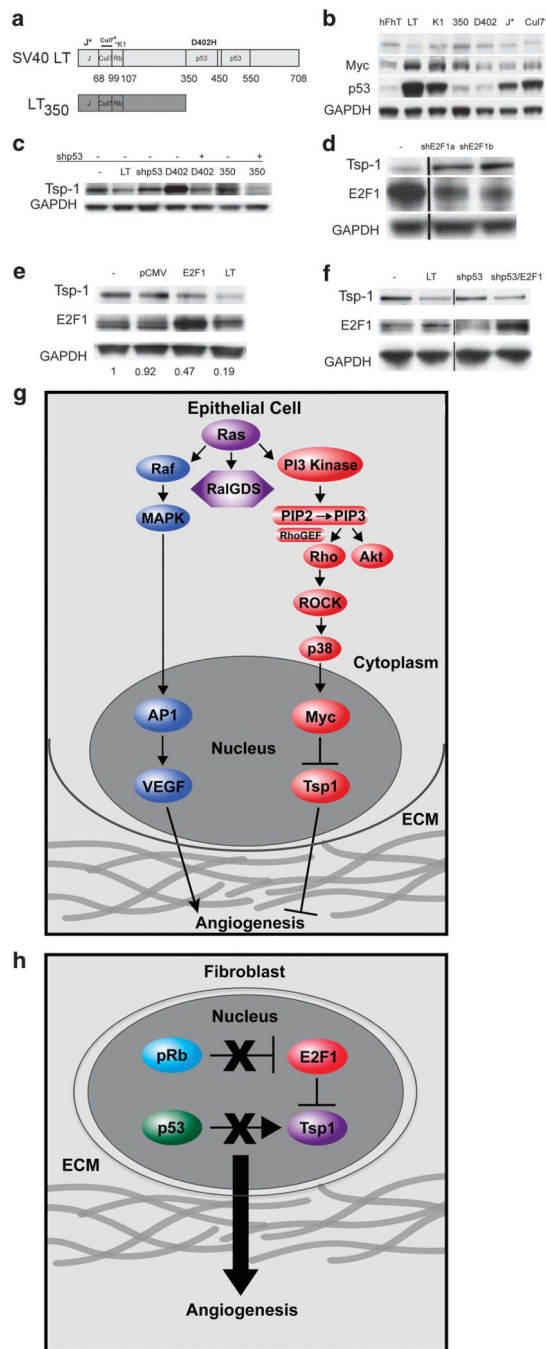 a
J* Cul7* *K1 D402H
SV40 LT J Cul7 Rb p53 p53
68 99 107 350 450 550 708
LT350 J Cul7 Rb
b
hFhT LT K1 350 D402 J* Cul7*
Myc
p53
GAPDH
c
shp53 - - - - + - +
- LT shp53 D402 D402 350 350
Tsp-1
GAPDH
d
- shE2F1a shE2F1b
Tsp-1
E2F1
GAPDH
e
- pCMV E2F1 LT
Tsp-1
E2F1
GAPDH
1 0.92 0.47 0.19
f
- LT shp53 shp53/E2F1
Tsp-1
E2F1
GAPDH
g
Epithelial Cell
Ras
Raf RalGDS PI3 Kinase
MAPK PIP2 PIP3
RhoGEF
Rho Akt
ROCK
p38
Cytoplasm
AP1 Myc
Nucleus
VEGF Tsp1
ECM
Angiogenesis
h
Fibroblast
Nucleus
pRb X E2F1
p53 X Tsp1
ECM
Angiogenesis